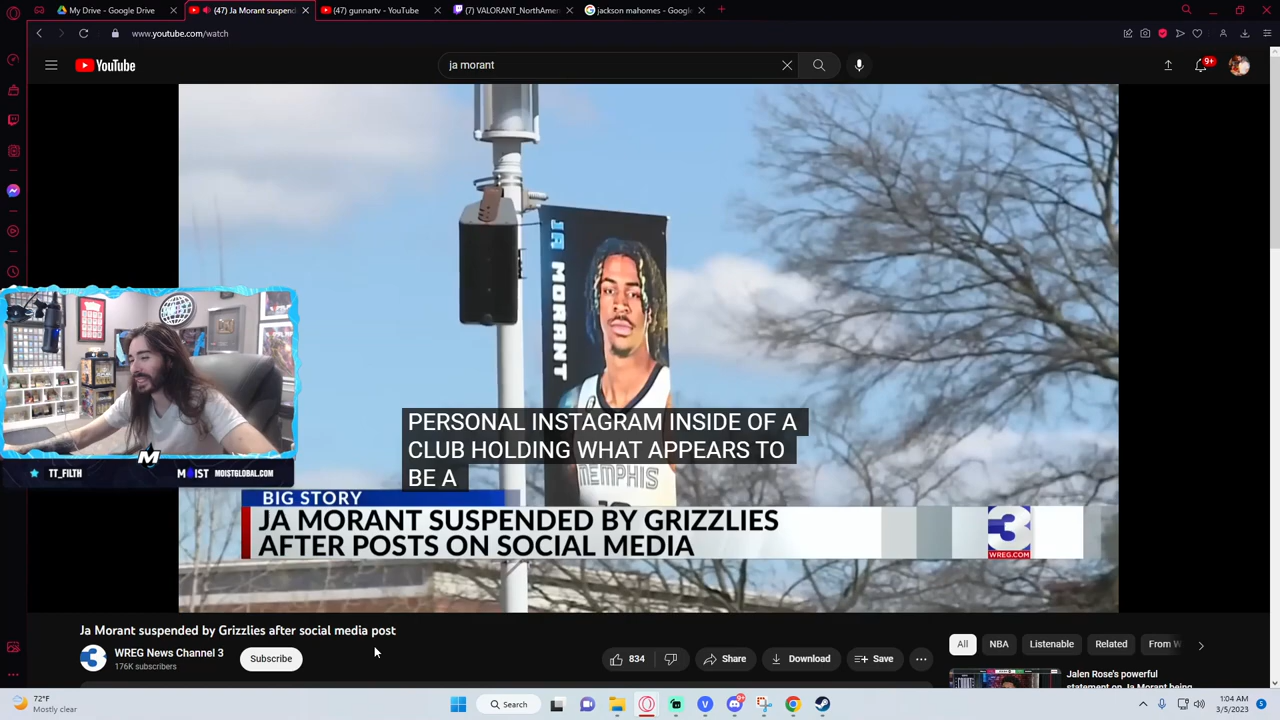 My Drive - Google Drive
(47) Ja Morant suspend
(47) gunnartv - YouTube
(7) VALORANT_NorthAmer
jackson mahomes - Googl
www.youtube.com/watch
YouTube
ja morant
9+
JA MORANT
MEMPHIS
PERSONAL INSTAGRAM INSIDE OF A
CLUB HOLDING WHAT APPEARS TO
BE A
TT_FILTH
M
MOIST
MOISTGLOBAL.COM
BIG STORY
JA MORANT SUSPENDED BY GRIZZLIES
AFTER POSTS ON SOCIAL MEDIA
3
WREG.COM
Ja Morant suspended by Grizzlies after social media post
WREG News Channel 3
176K subscribers
Subscribe
834
Share
Download
Save
All
NBA
Listenable
Related
From W
Jalen Rose's powerful
statement on Ja Morant being
72°F
Mostly clear
Search
1:04 AM
3/5/2023